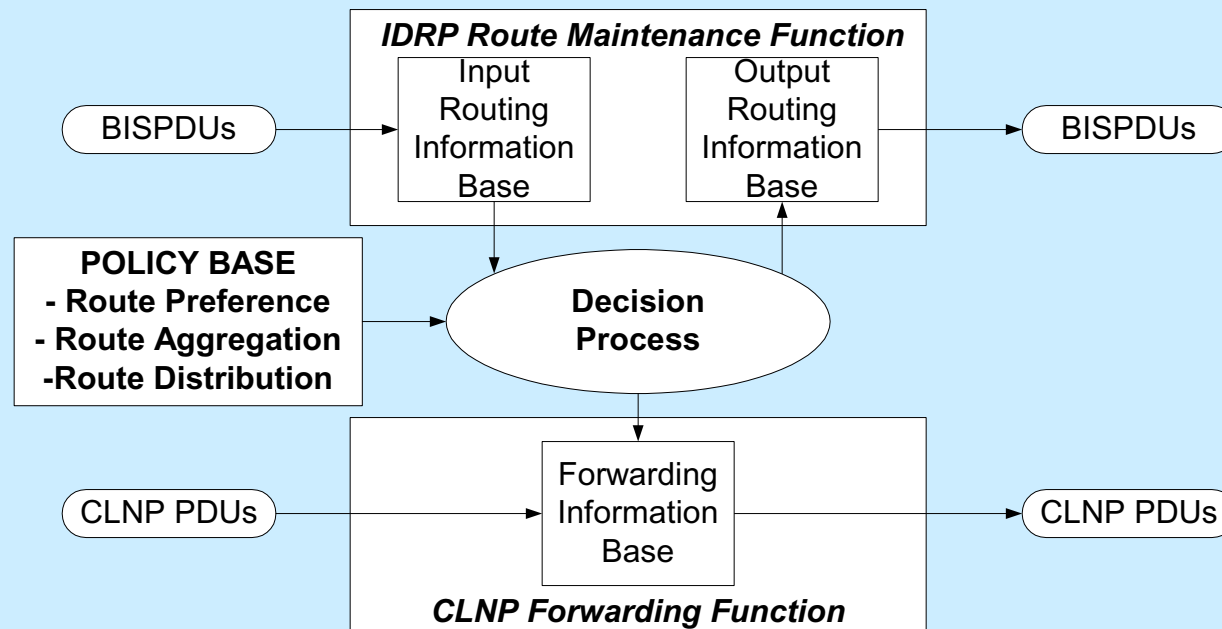 IDRP Route Maintenance Function
BISPDUs
Input
Routing
Information
Base
Output
Routing
Information
Base
BISPDUs
POLICY BASE
- Route Preference
- Route Aggregation
-Route Distribution
Decision
Process
CLNP PDUs
Forwarding
Information
Base
CLNP PDUs
CLNP Forwarding Function